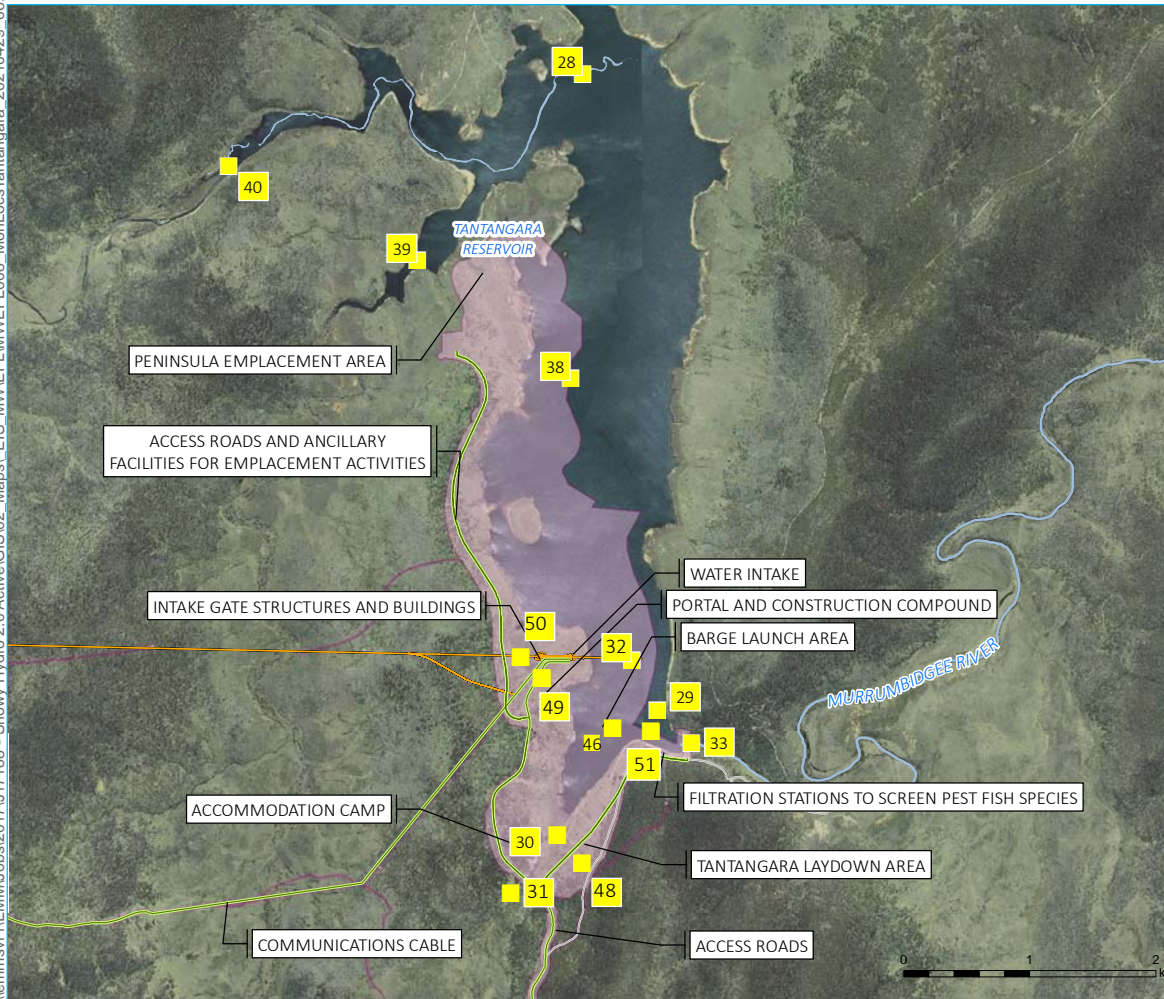 28
40
39
TANTANGARA
RESERVOIR
PENINSULA EMPLACEMENT AREA
38
ACCESS ROADS AND ANCILLARY
FACILITIES FOR EMPLACEMENT ACTIVITIES
WATER INTAKE
INTAKE GATE STRUCTURES AND BUILDINGS
PORTAL AND CONSTRUCTION COMPOUND
50
BARGE LAUNCH AREA
32
MURRUMBIDGEE RIVER
29
49
46
33
51
FILTRATION STATIONS TO SCREEN PEST FISH SPECIES
ACCOMMODATION CAMP
30
TANTANGARA LAYDOWN AREA
31
48
COMMUNICATIONS CABLE
ACCESS ROADS
0 1 2